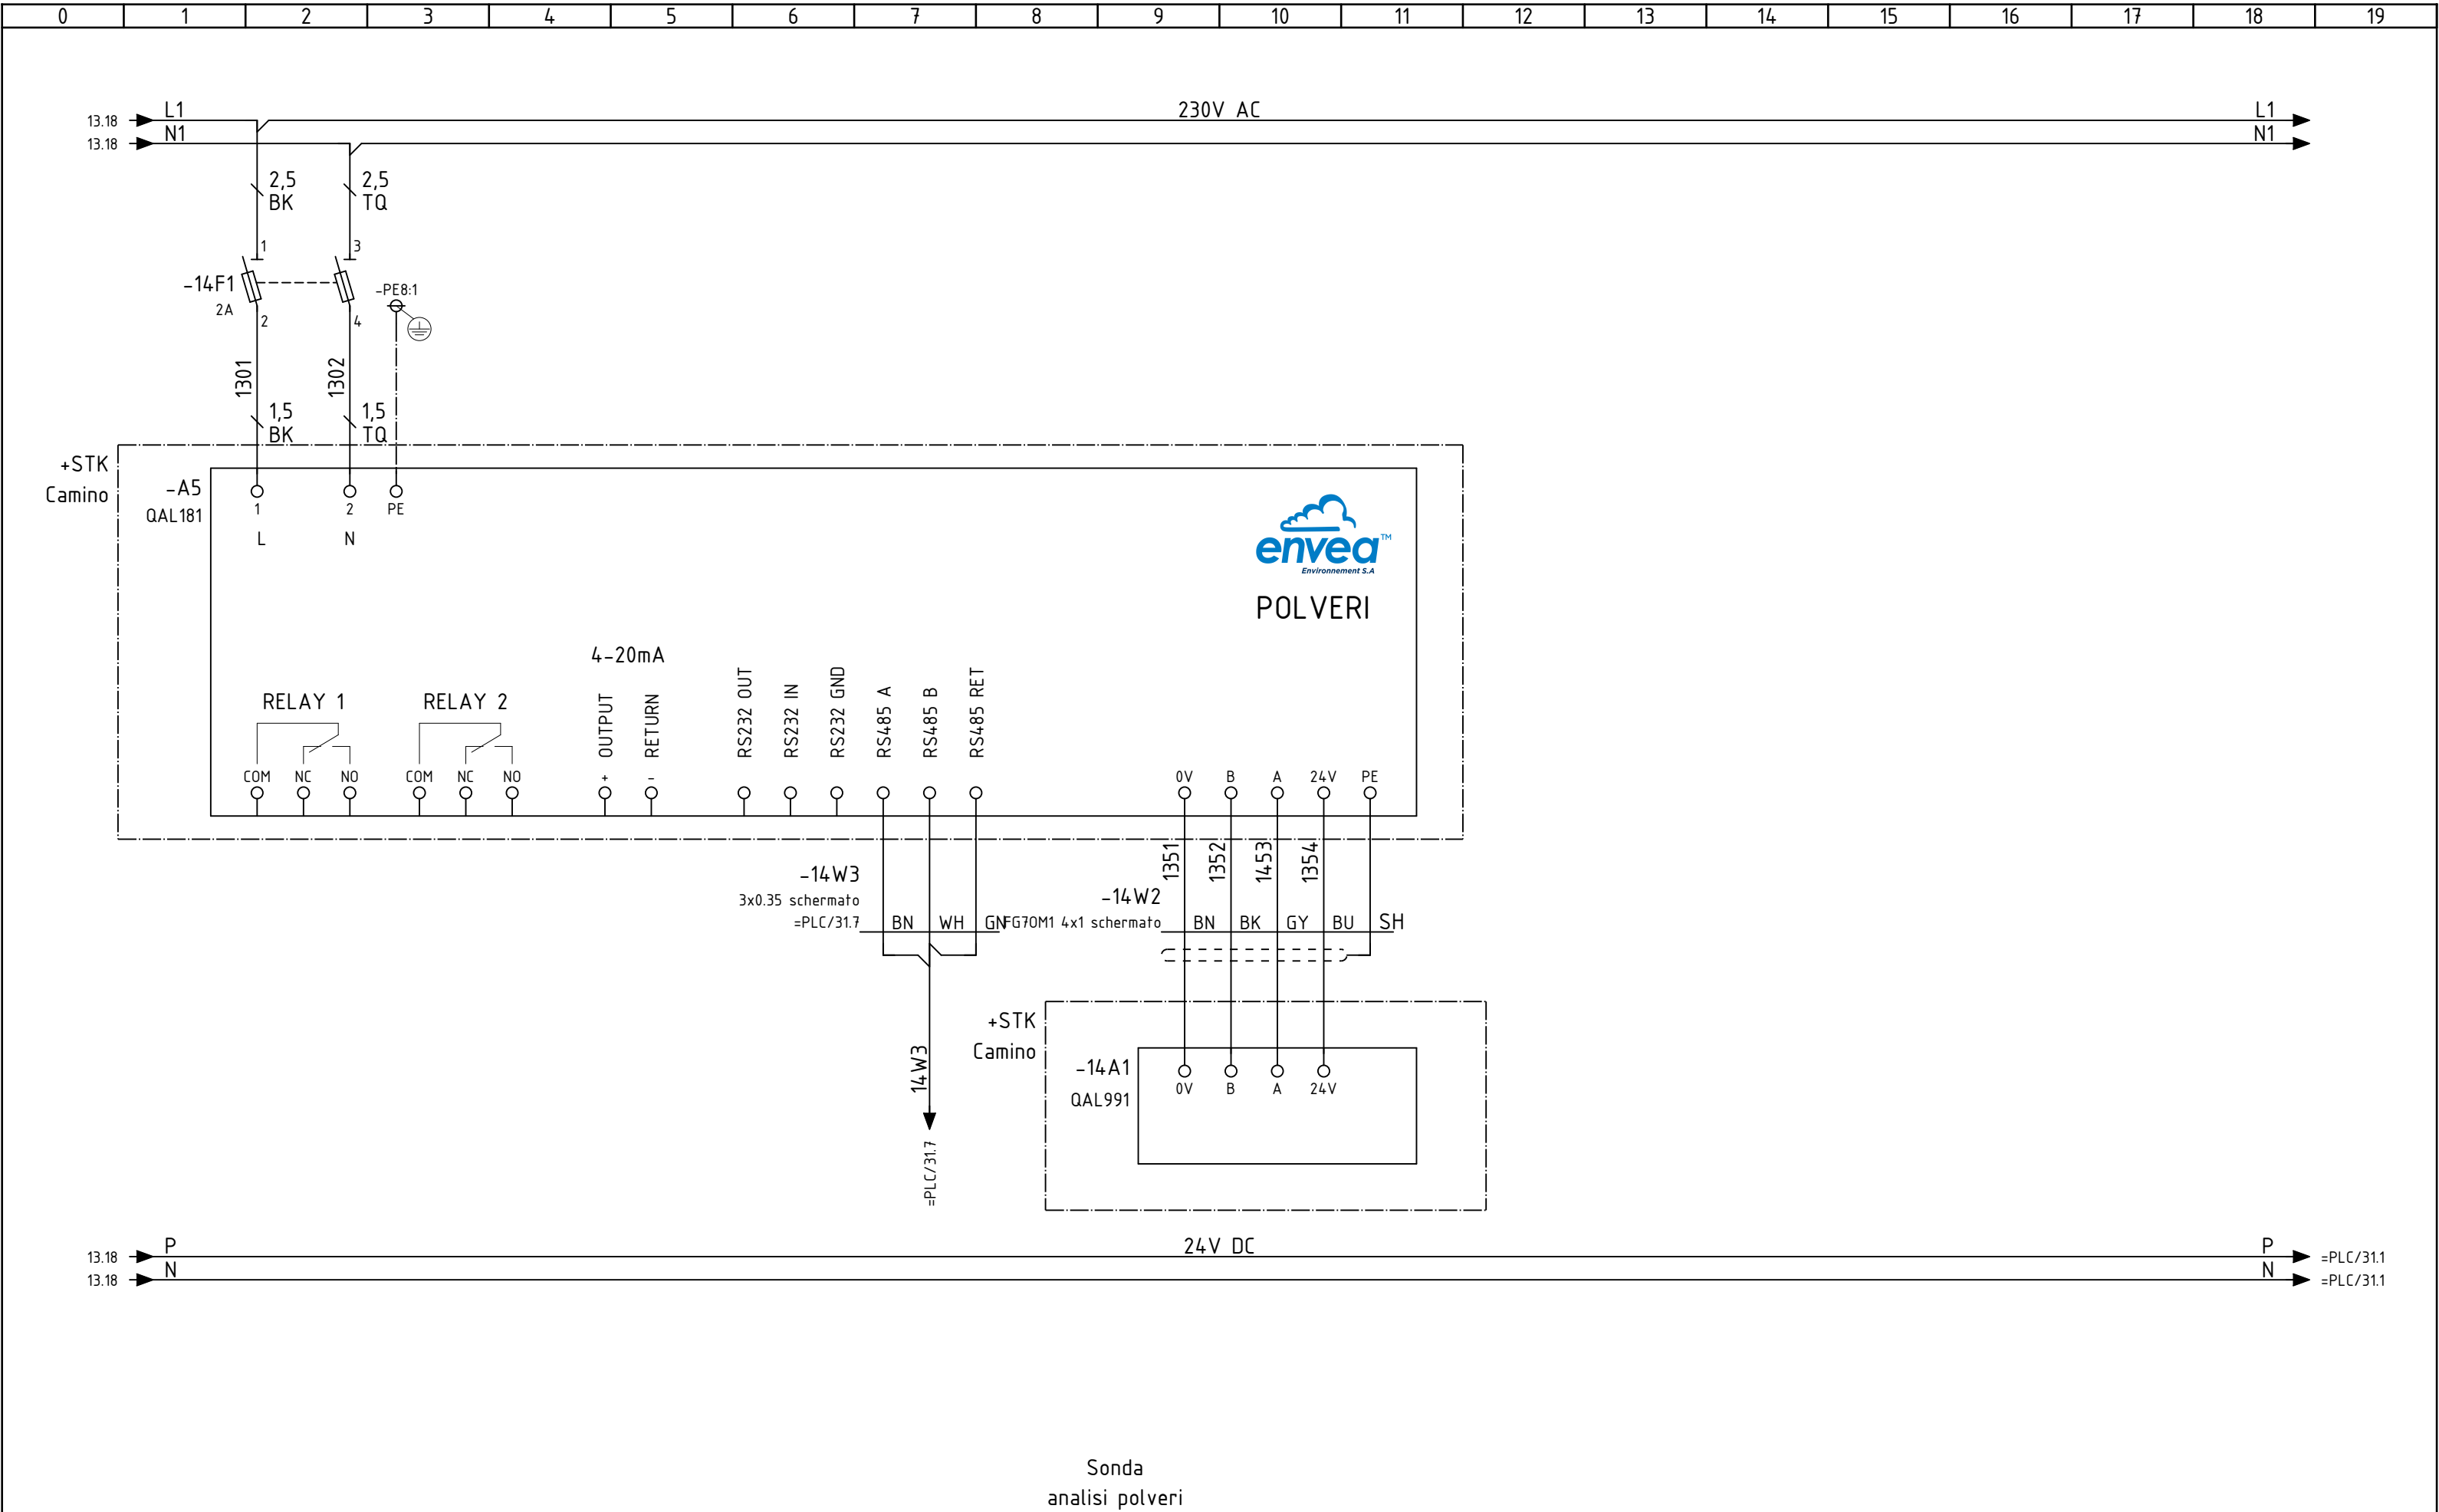 0 1 2 3 4 5 6 7 8 9 10 11 12 13 14 15 16 17 18 19
13.18 L1 230V AC L1
13.18 N1 N1
2,5 2,5
BK TQ
1 3
-14F1 -PE8:1
2A
2 4
1301 1302
1,5 1,5
BK TQ
+STK
Camino
-A5
QAL181
1 2 PE
L N
envea™
Environnement S.A
POLVERI
4-20mA
RELAY 1 RELAY 2
OUTPUT RETURN RS232 OUT RS232 IN RS232 GND RS485 A RS485 B RS485 RET
COM NC NO COM NC NO + - 0V B A 24V PE
1351 1352 1453 1354
-14W3
3x0.35 schermato
=PLC/31.7 BN WH GN
-14W2
FG7OM1 4x1 schermato BN BK GY BU SH
14W3
=PLC/31.7
+STK
Camino
-14A1
QAL991
0V B A 24V
13.18 P 24V DC P =PLC/31.1
13.18 N N =PLC/31.1
Sonda
analisi polveri